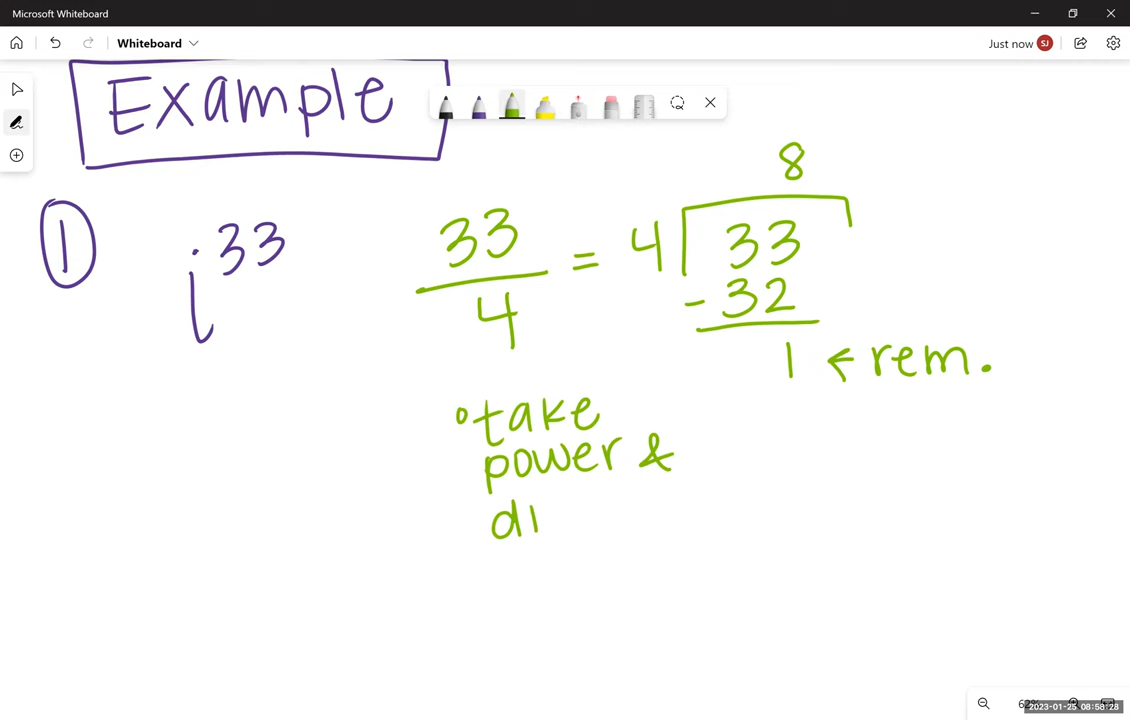 Microsoft Whiteboard
Whiteboard
Just now SJ
Example
8
1 i^33 33/4 = 4 33
- 32
1 ← rem.
° take
power &
di
2023-01-25 08:58:28